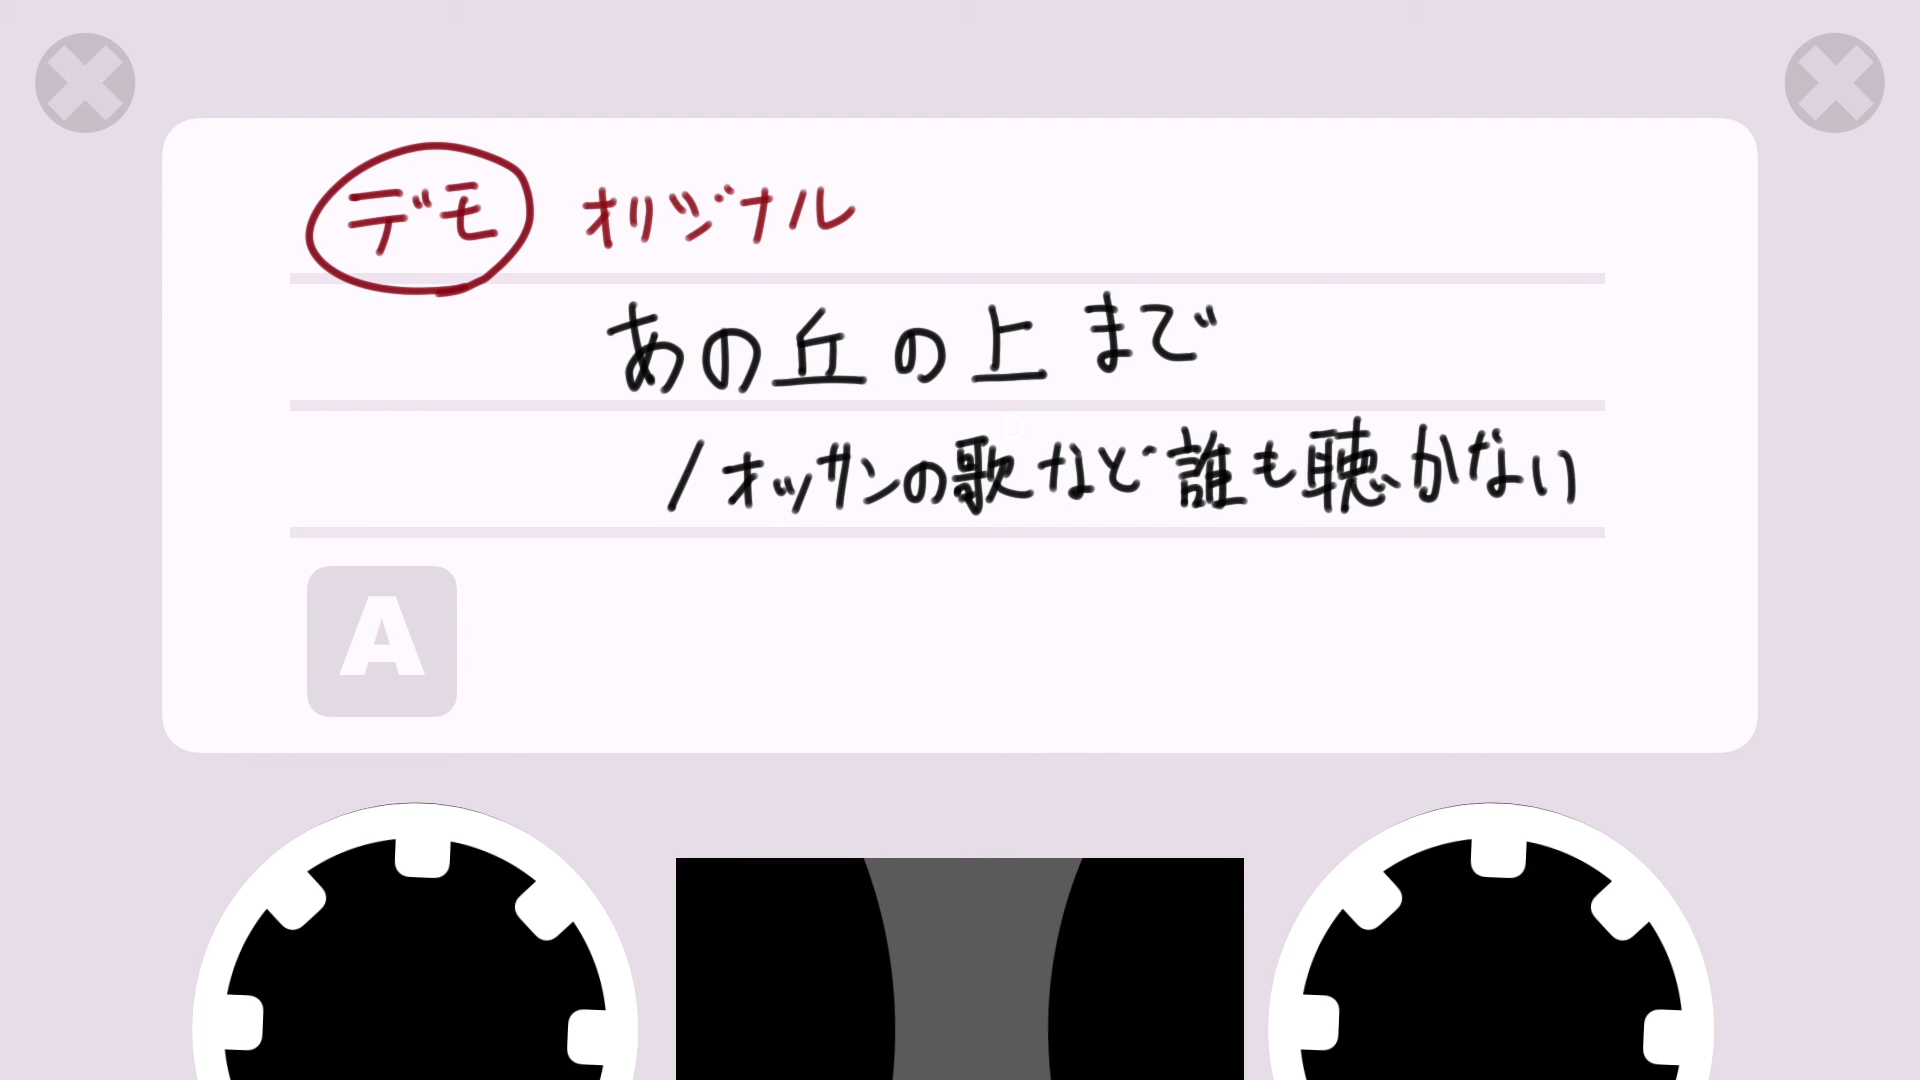 デモ オリジナル
あの丘の上まで
/オッサンの歌など誰も聴かない
A